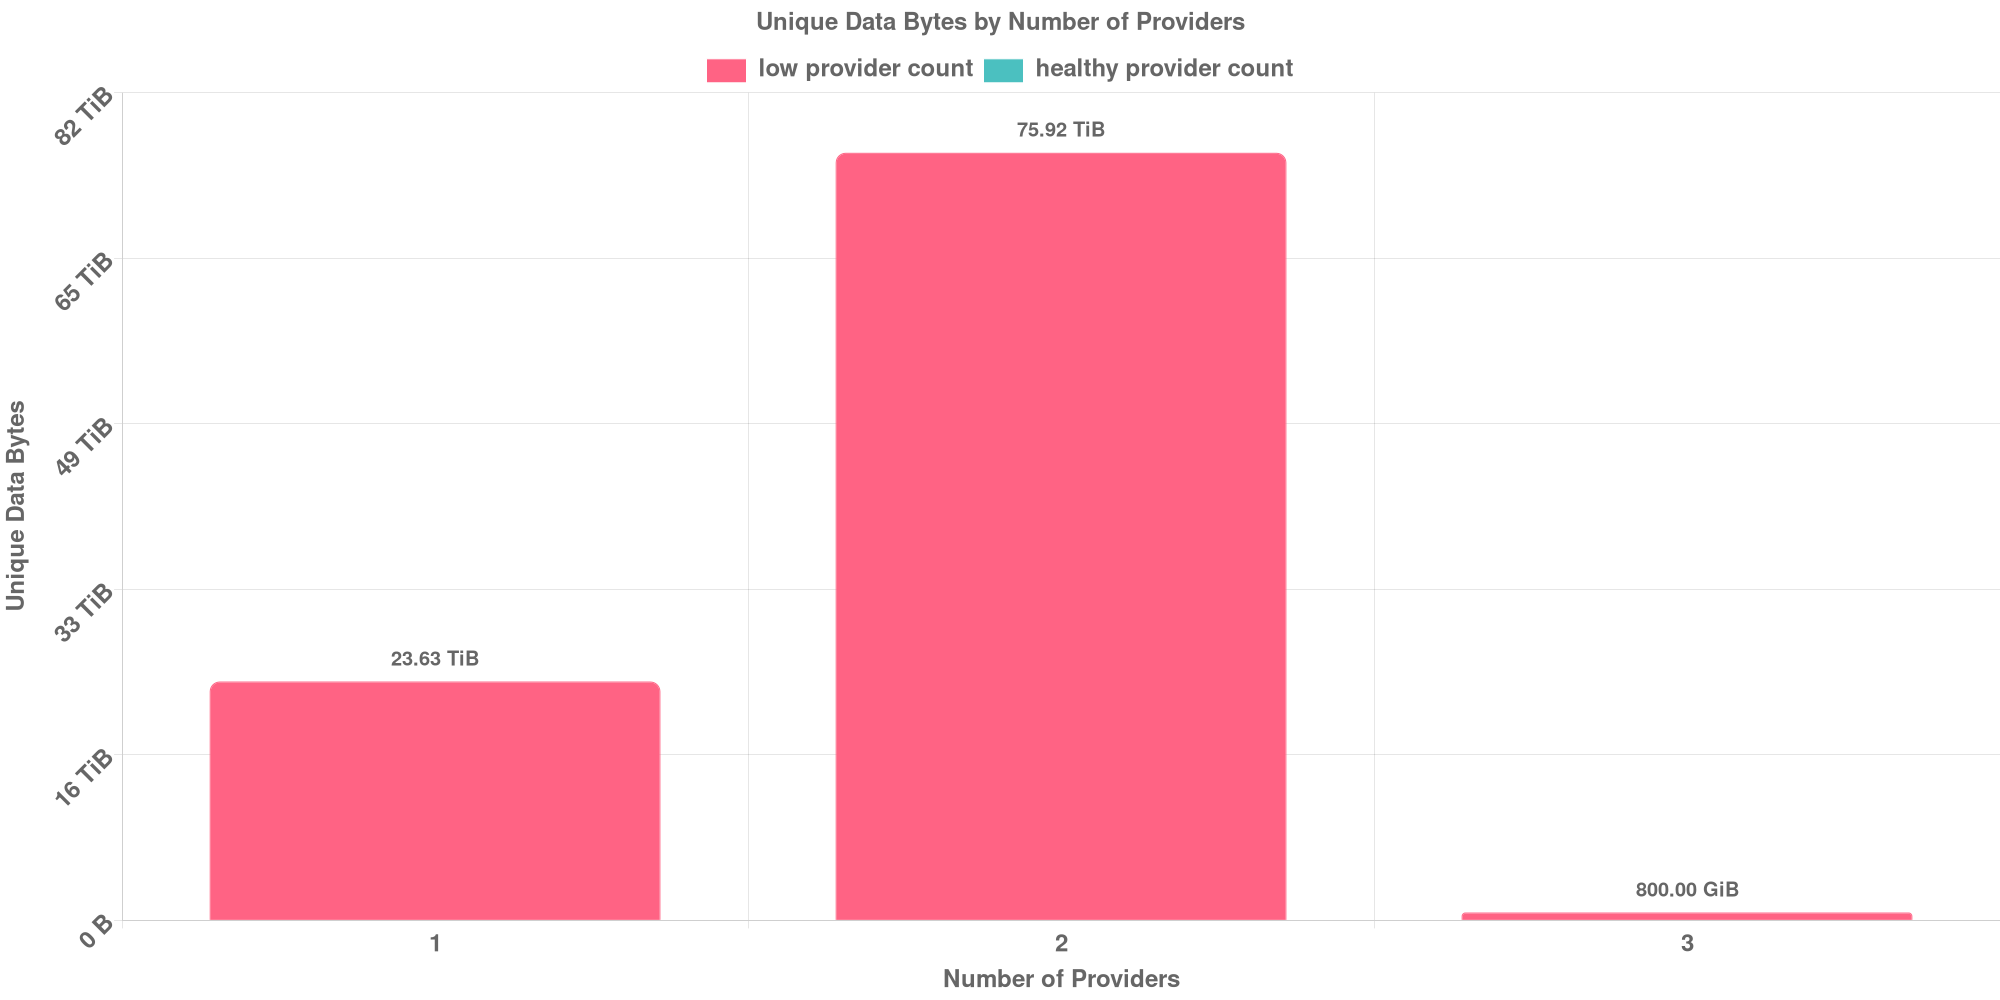 Unique Data Bytes by Number of Providers
low provider count healthy provider count
82 TiB
65 TiB
49 TiB
33 TiB
16 TiB
0 B
Unique Data Bytes
75.92 TiB
23.63 TiB
800.00 GiB
1 2 3
Number of Providers